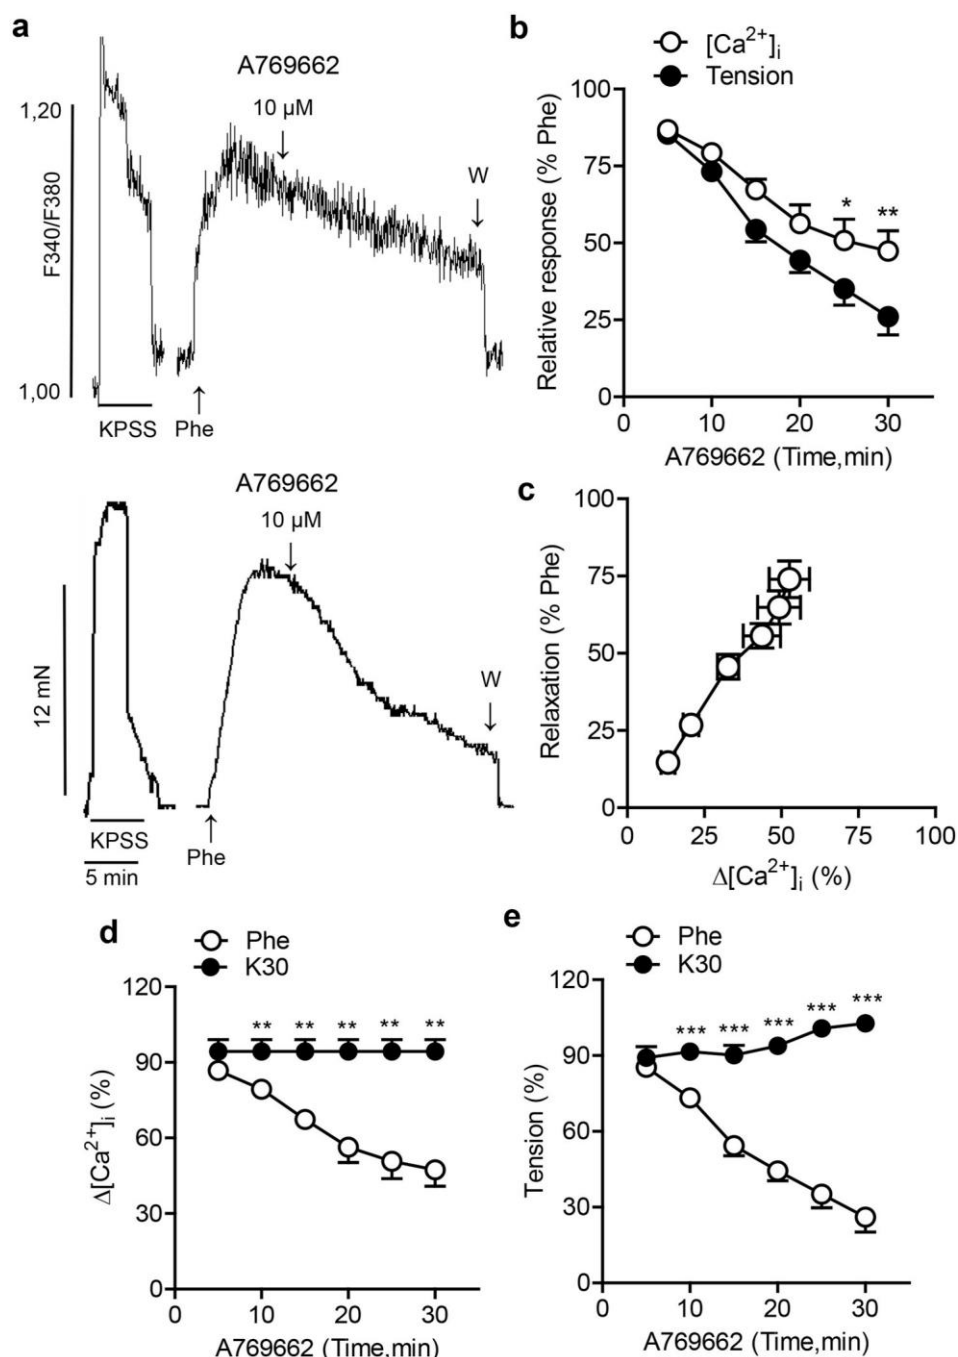 a
A769662
10 µM
W
1,20
F340/F380
1,00
KPSS
Phe
A769662
10 µM
W
12 mN
KPSS
Phe
5 min
b
[Ca²⁺]ᵢ
Tension
100
75
50
25
0
Relative response (% Phe)
*
**
0
10
20
30
A769662 (Time,min)
c
100
75
50
25
0
Relaxation (% Phe)
0
25
50
75
100
Δ[Ca²⁺]ᵢ (%)
d
Phe
K30
120
90
60
30
0
Δ[Ca²⁺]ᵢ (%)
** ** ** ** **
0
10
20
30
A769662 (Time,min)
e
Phe
K30
120
90
60
30
0
Tension (%)
*** *** *** *** ***
0
10
20
30
A769662 (Time,min)